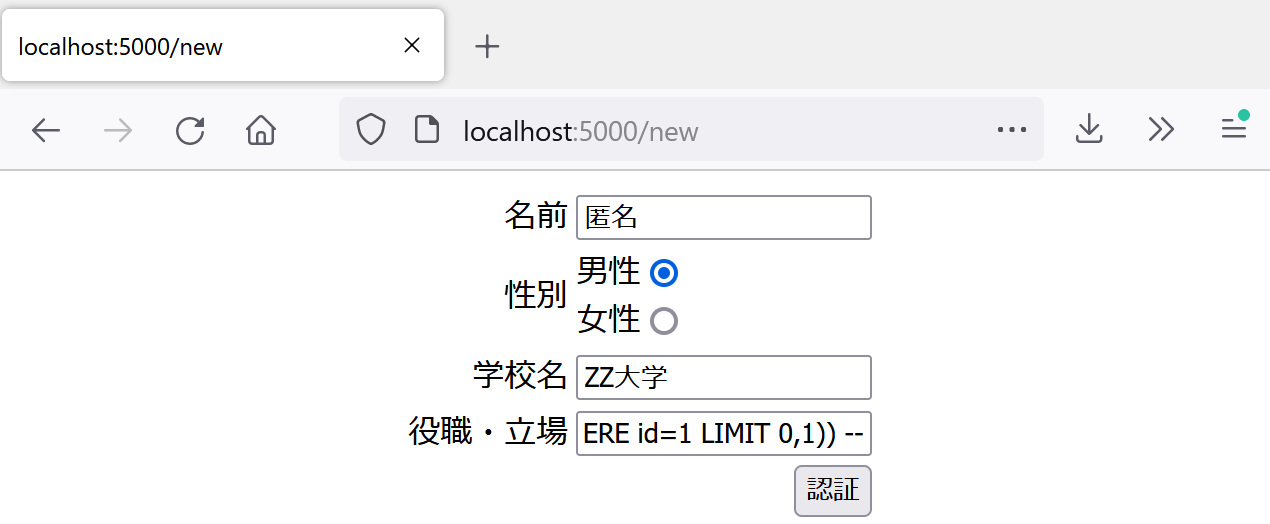 localhost:5000/new
localhost:5000/new
名前 匿名
性別
男性
女性
学校名 ZZ大学
役職・立場 ERE id=1 LIMIT 0,1)) --
認証